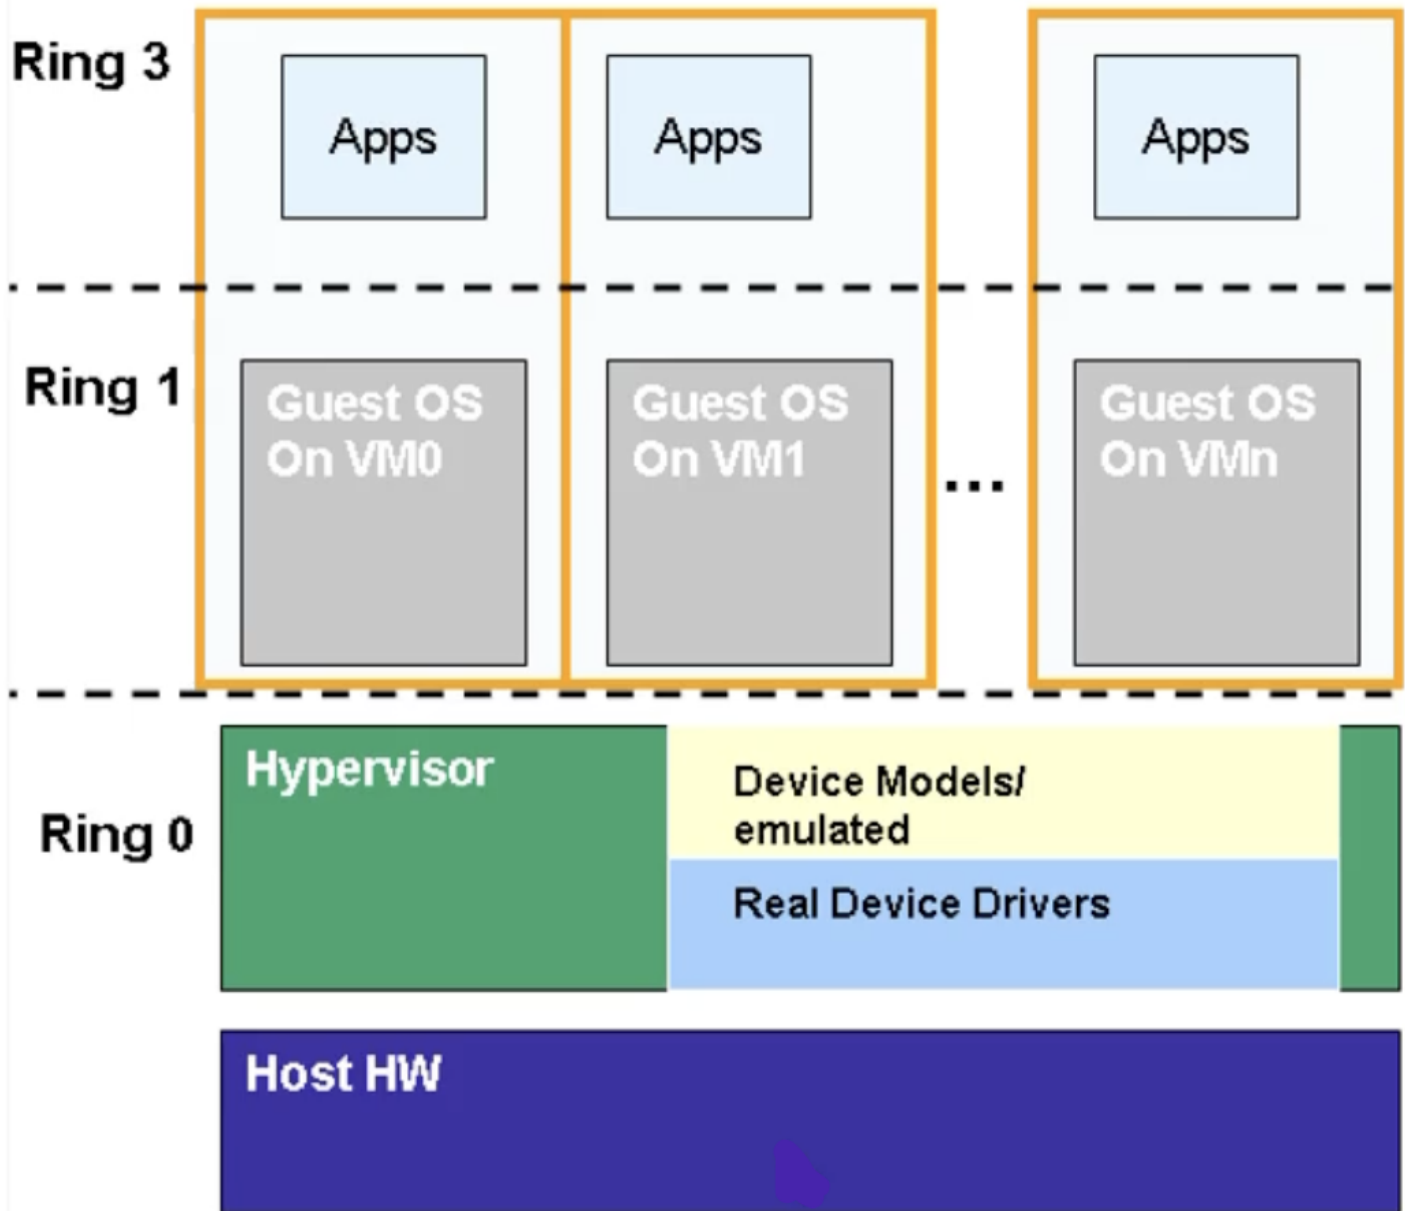 Ring 3
Apps
Apps
Apps
Ring 1
Guest OS
On VM0
Guest OS
On VM1
...
Guest OS
On VMn
Ring 0
Hypervisor
Device Models/
emulated
Real Device Drivers
Host HW